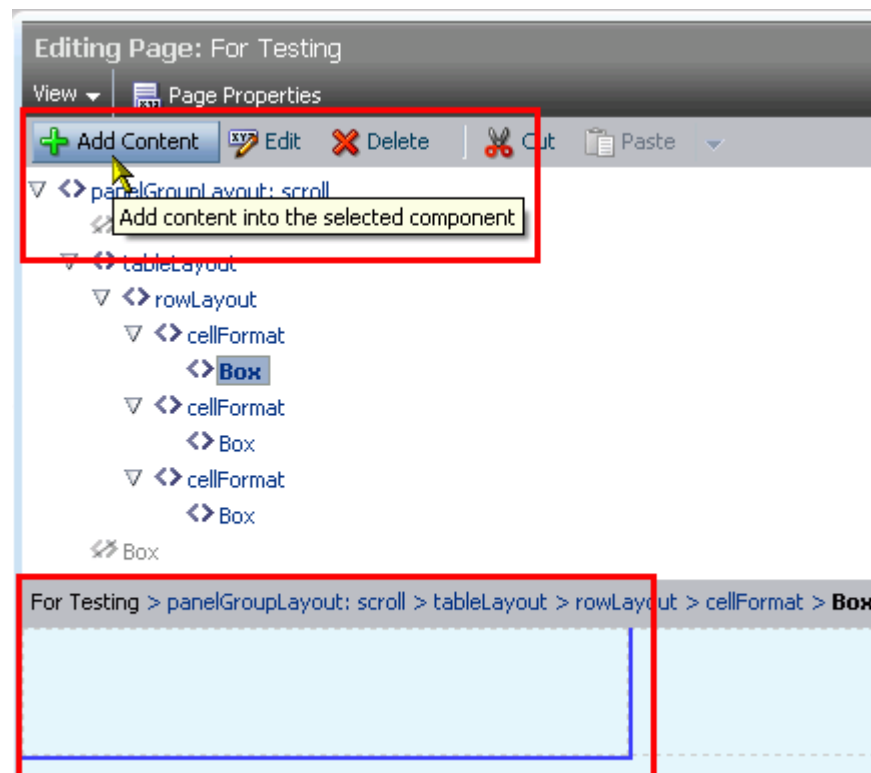 Editing Page: For Testing
View Page Properties
Add Content Edit Delete Cut Paste
panelGroupLayout: scroll
Add content into the selected component
tableLayout
rowLayout
cellFormat
Box
cellFormat
Box
cellFormat
Box
Box
For Testing > panelGroupLayout: scroll > tableLayout > rowLayout > cellFormat > Box